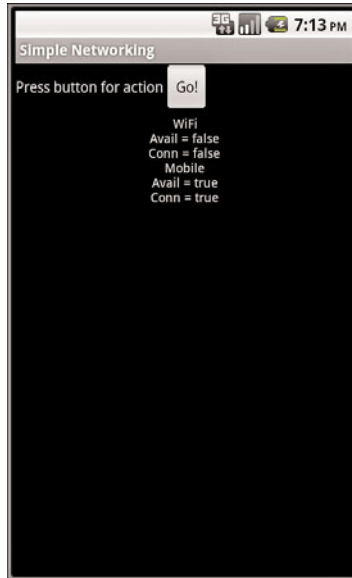 3G 7:13 PM
Simple Networking
Press button for action Go!
WiFi
Avail = false
Conn = false
Mobile
Avail = true
Conn = true